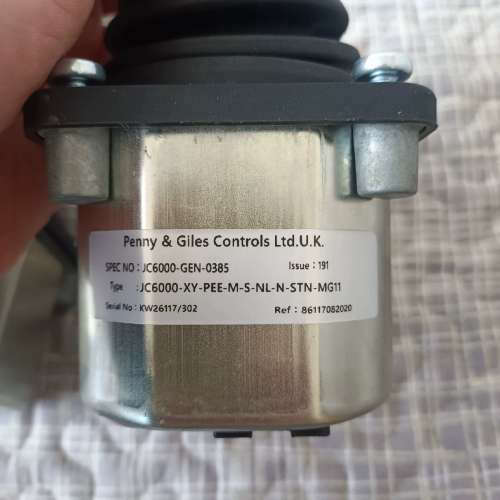 Penny & Giles Controls Ltd.U.K.
SPEC NO : JC6000-GEN-0385 Issue : 191
Type : JC6000-XY-PEE-M-S-NL-N-STN-MG11
Serial No : KW26117/302 Ref : 86117082020